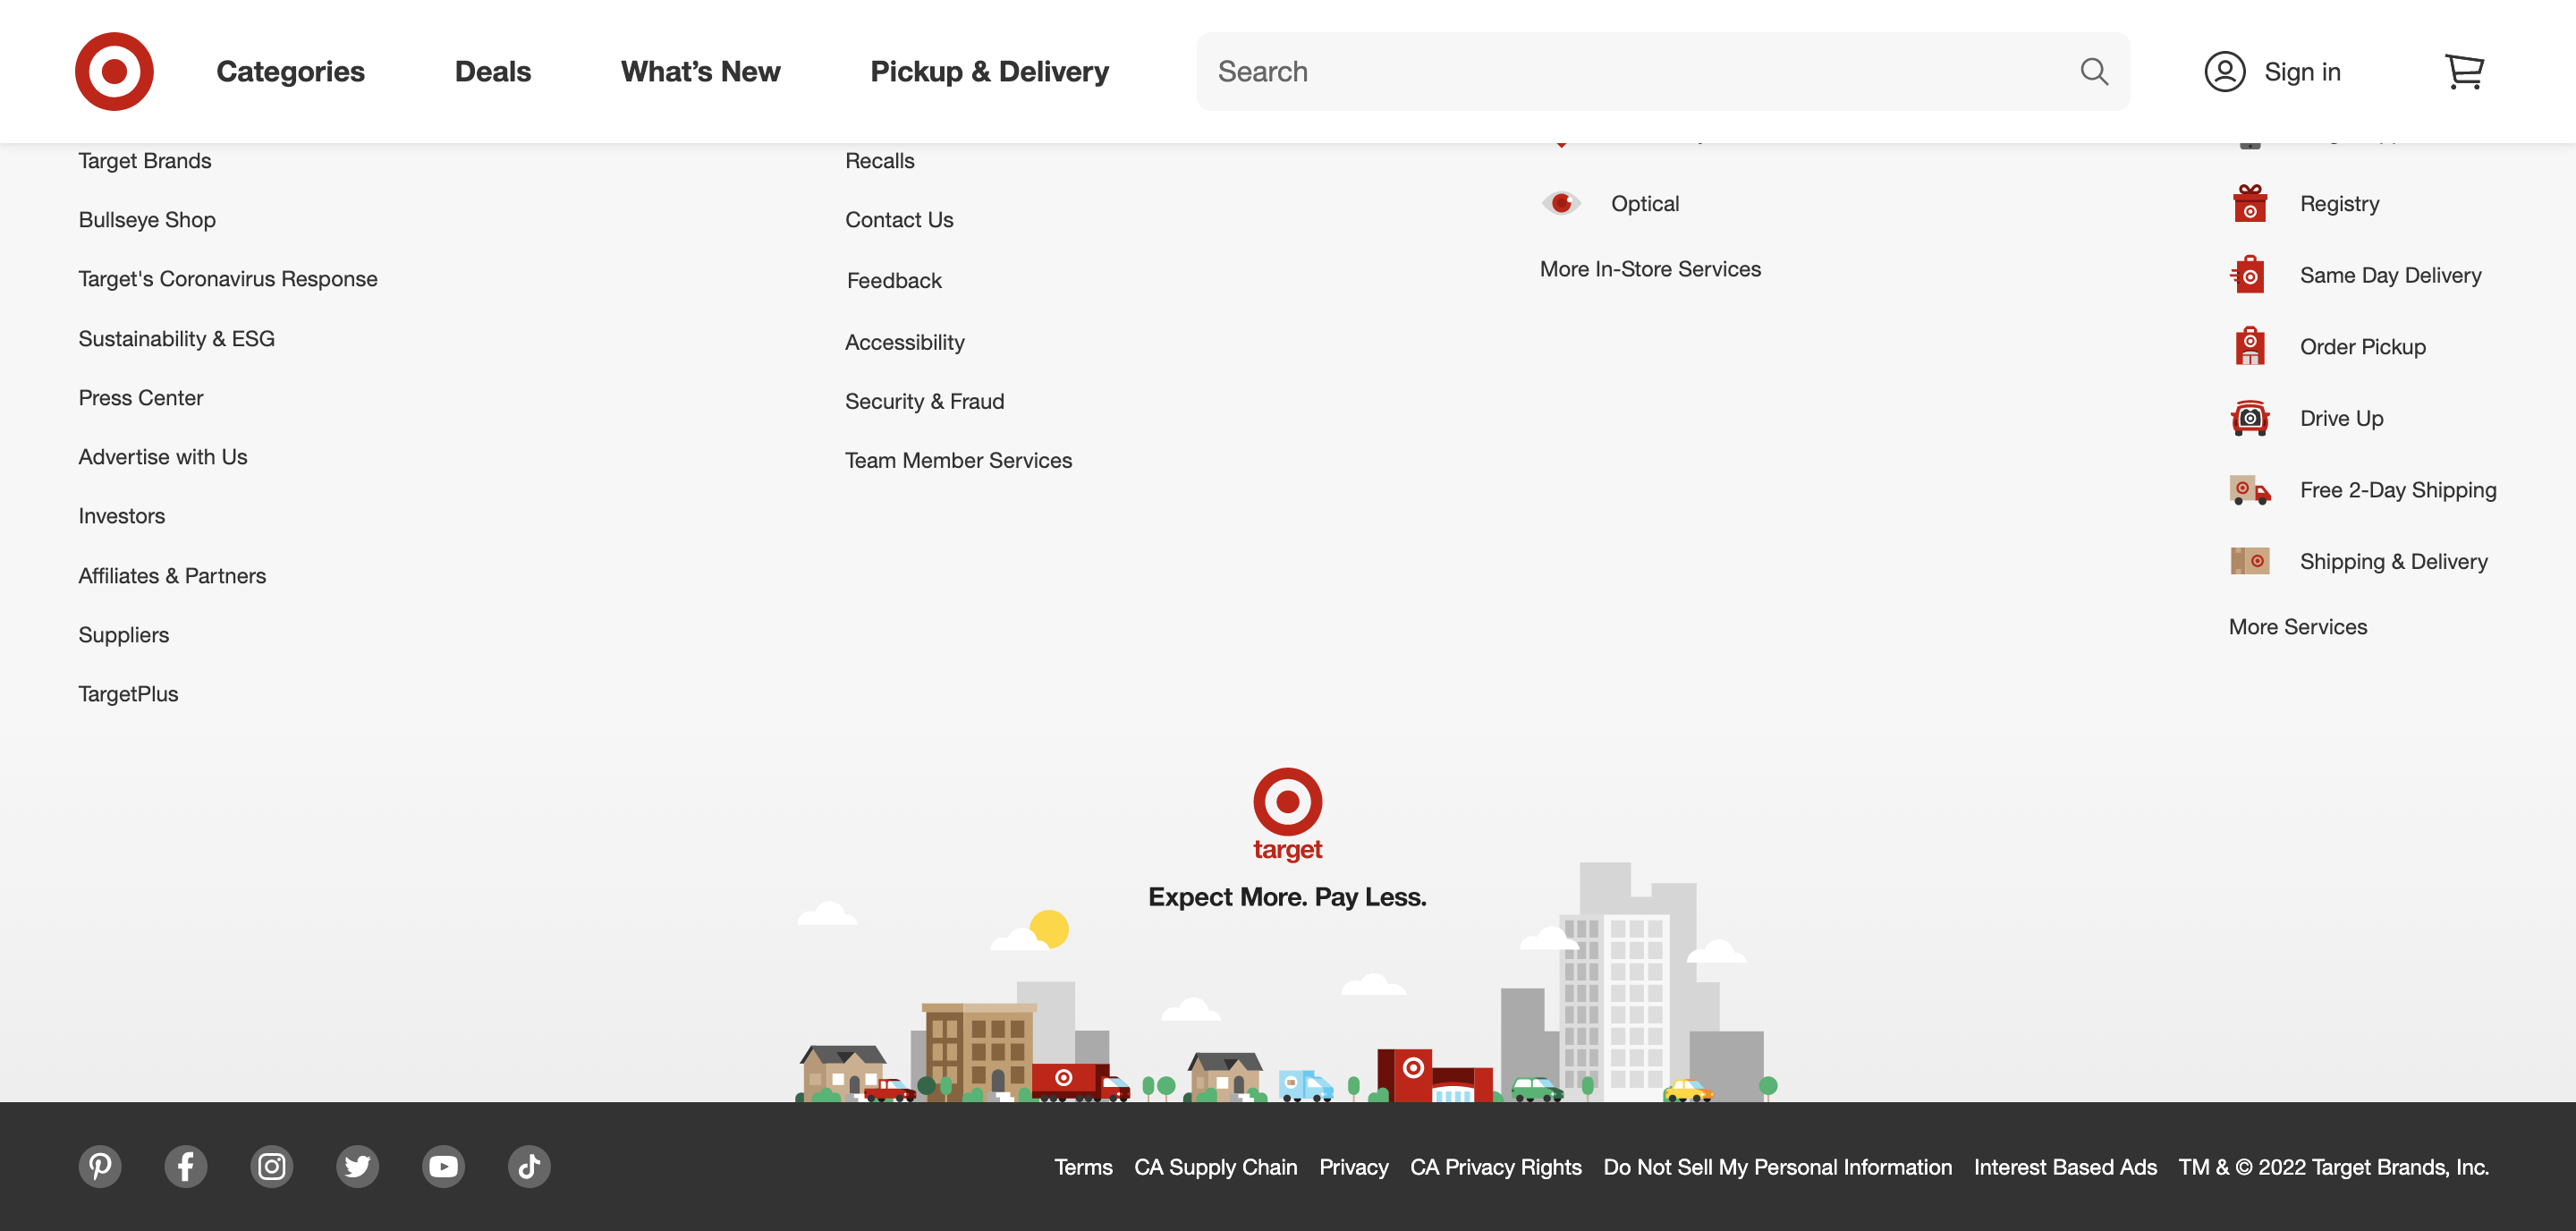 Categories
Deals
What's New
Pickup & Delivery
Search
Sign in
Target Brands
Bullseye Shop
Target's Coronavirus Response
Sustainability & ESG
Press Center
Advertise with Us
Investors
Affiliates & Partners
Suppliers
TargetPlus
Recalls
Contact Us
Feedback
Accessibility
Security & Fraud
Team Member Services
Optical
More In-Store Services
Registry
Same Day Delivery
Order Pickup
Drive Up
Free 2-Day Shipping
Shipping & Delivery
More Services
target
Expect More. Pay Less.
Terms CA Supply Chain Privacy CA Privacy Rights Do Not Sell My Personal Information Interest Based Ads TM & © 2022 Target Brands, Inc.